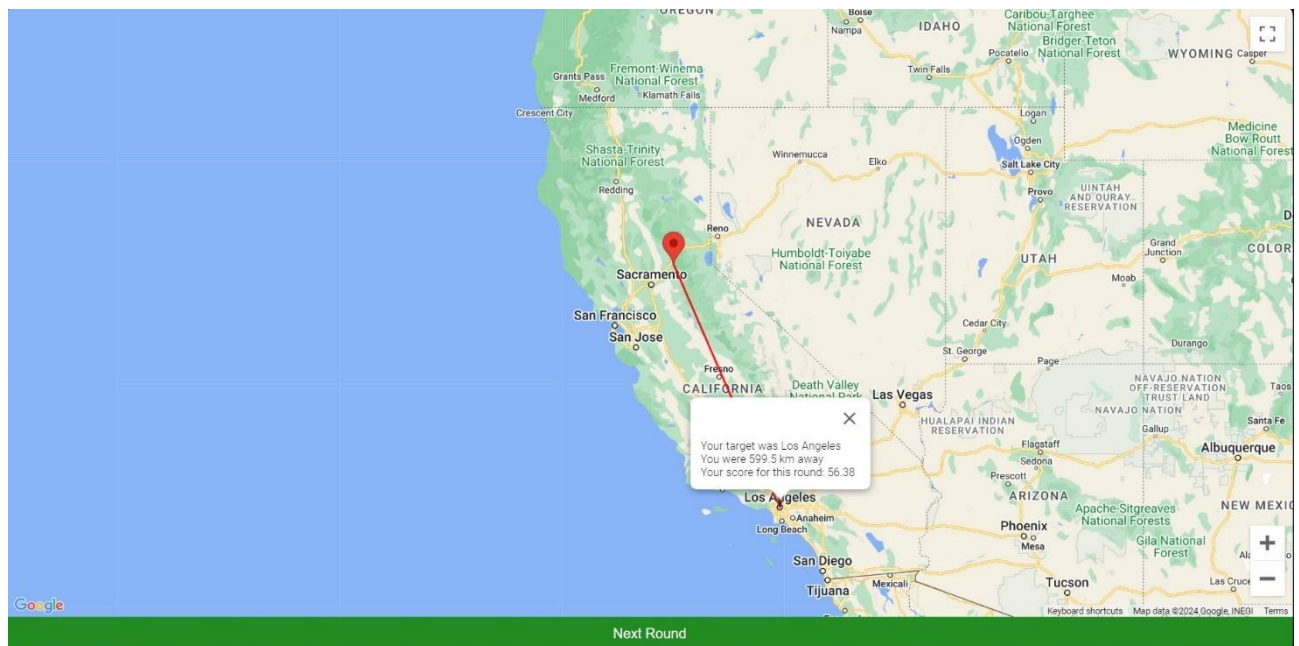 OREGON
Boise
Nampa
IDAHO
Caribou-Targhee
National Forest
Bridger-Teton
National Forest
Pocatello
WYOMING
Casper
Twin Falls
Grants Pass
Fremont-Winema
National Forest
Medford
Klamath Falls
Crescent City
Logan
Ogden
Medicine
Bow-Routt
National Forest
Shasta-Trinity
National Forest
Winnemucca
Elko
Salt Lake City
Redding
Provo
UINTAH
AND OURAY
RESERVATION
Reno
NEVADA
Humboldt-Toiyabe
National Forest
Grand
Junction
COLOR
UTAH
Moab
Sacramento
San Francisco
San Jose
Cedar City
St. George
Page
Durango
Fresno
CALIFORNIA
Death Valley
National Park
Las Vegas
NAVAJO NATION
OFF-RESERVATION
TRUST LAND
Taos
HUALAPAI INDIAN
RESERVATION
NAVAJO NATION
Gallup
Santa Fe
Your target was Los Angeles
You were 599.5 km away
Your score for this round: 56.38
Flagstaff
Sedona
Albuquerque
Prescott
Los Angeles
Anaheim
Long Beach
ARIZONA
Apache-Sitgreaves
National Forests
NEW MEXIC
Phoenix
Mesa
Gila National
Forest
San Diego
Tijuana
Mexicali
Tucson
Las Cruce
Google
Keyboard shortcuts Map data ©2024 Google, INEGI Terms
Next Round